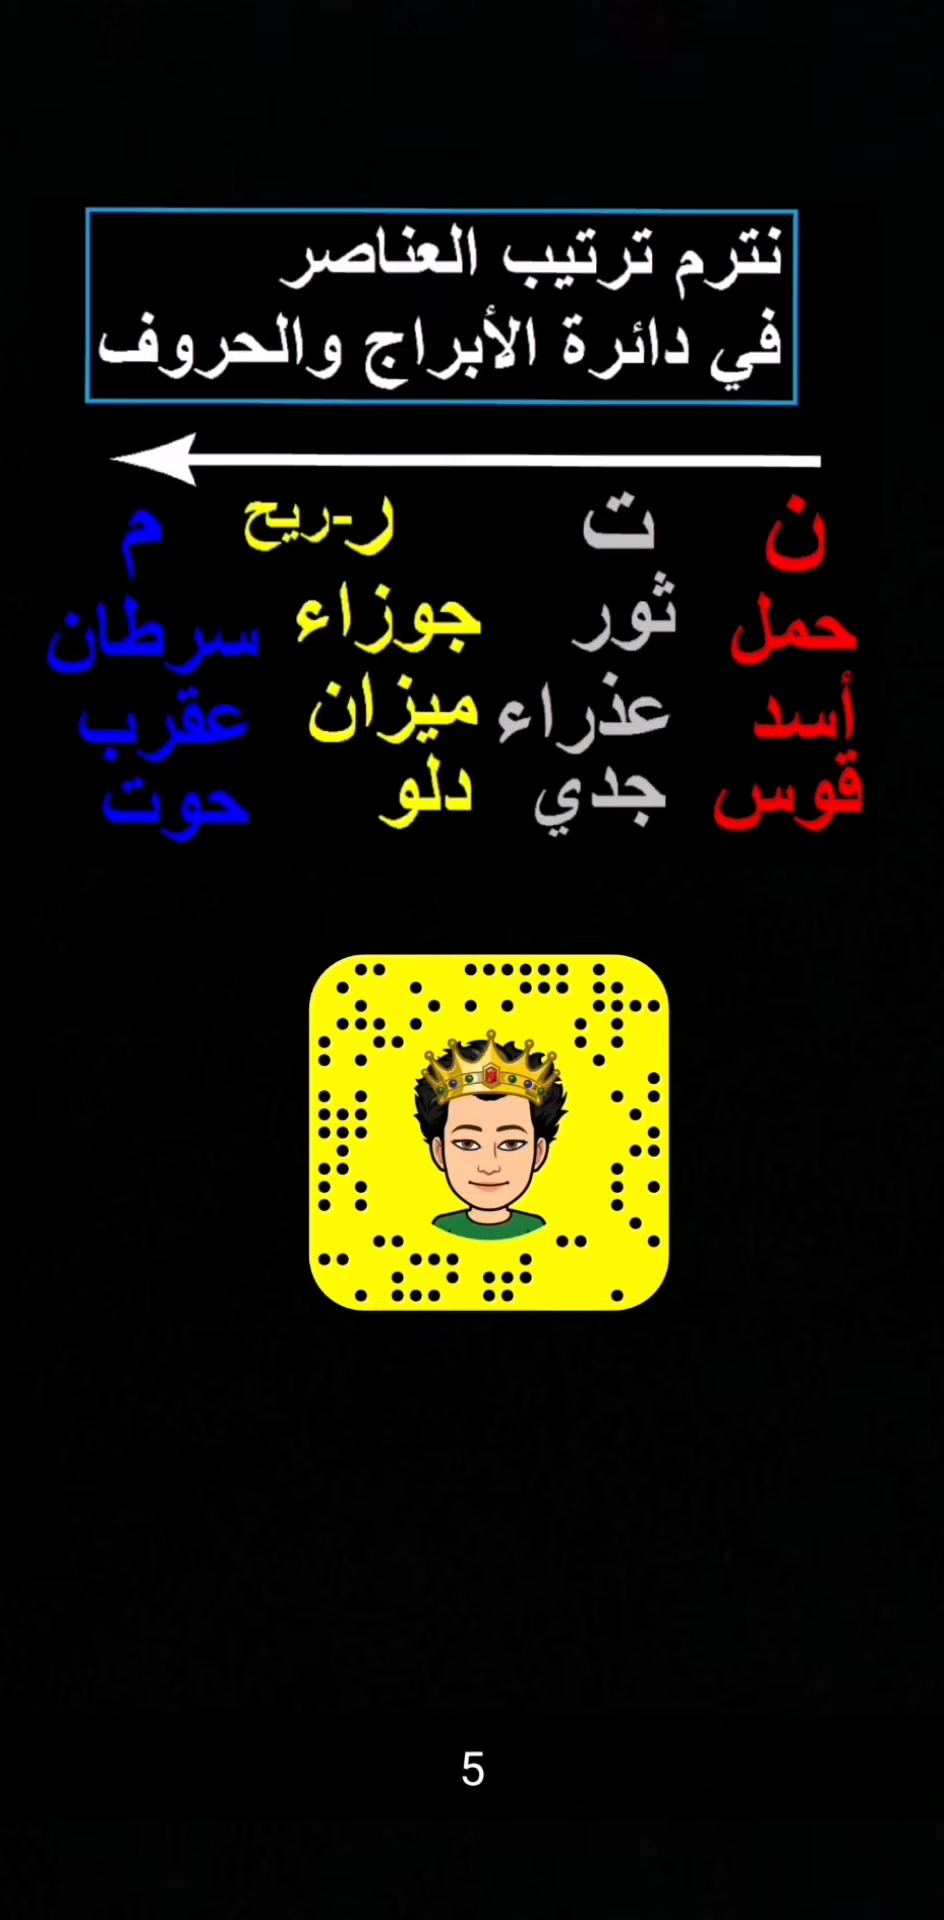 نترم ترتيب العناصر
في دائرة الأبراج والحروف
ن ت ر-ريح م
حمل ثور جوزاء سرطان
أسد عذراء ميزان عقرب
قوس جدي دلو حوت
5